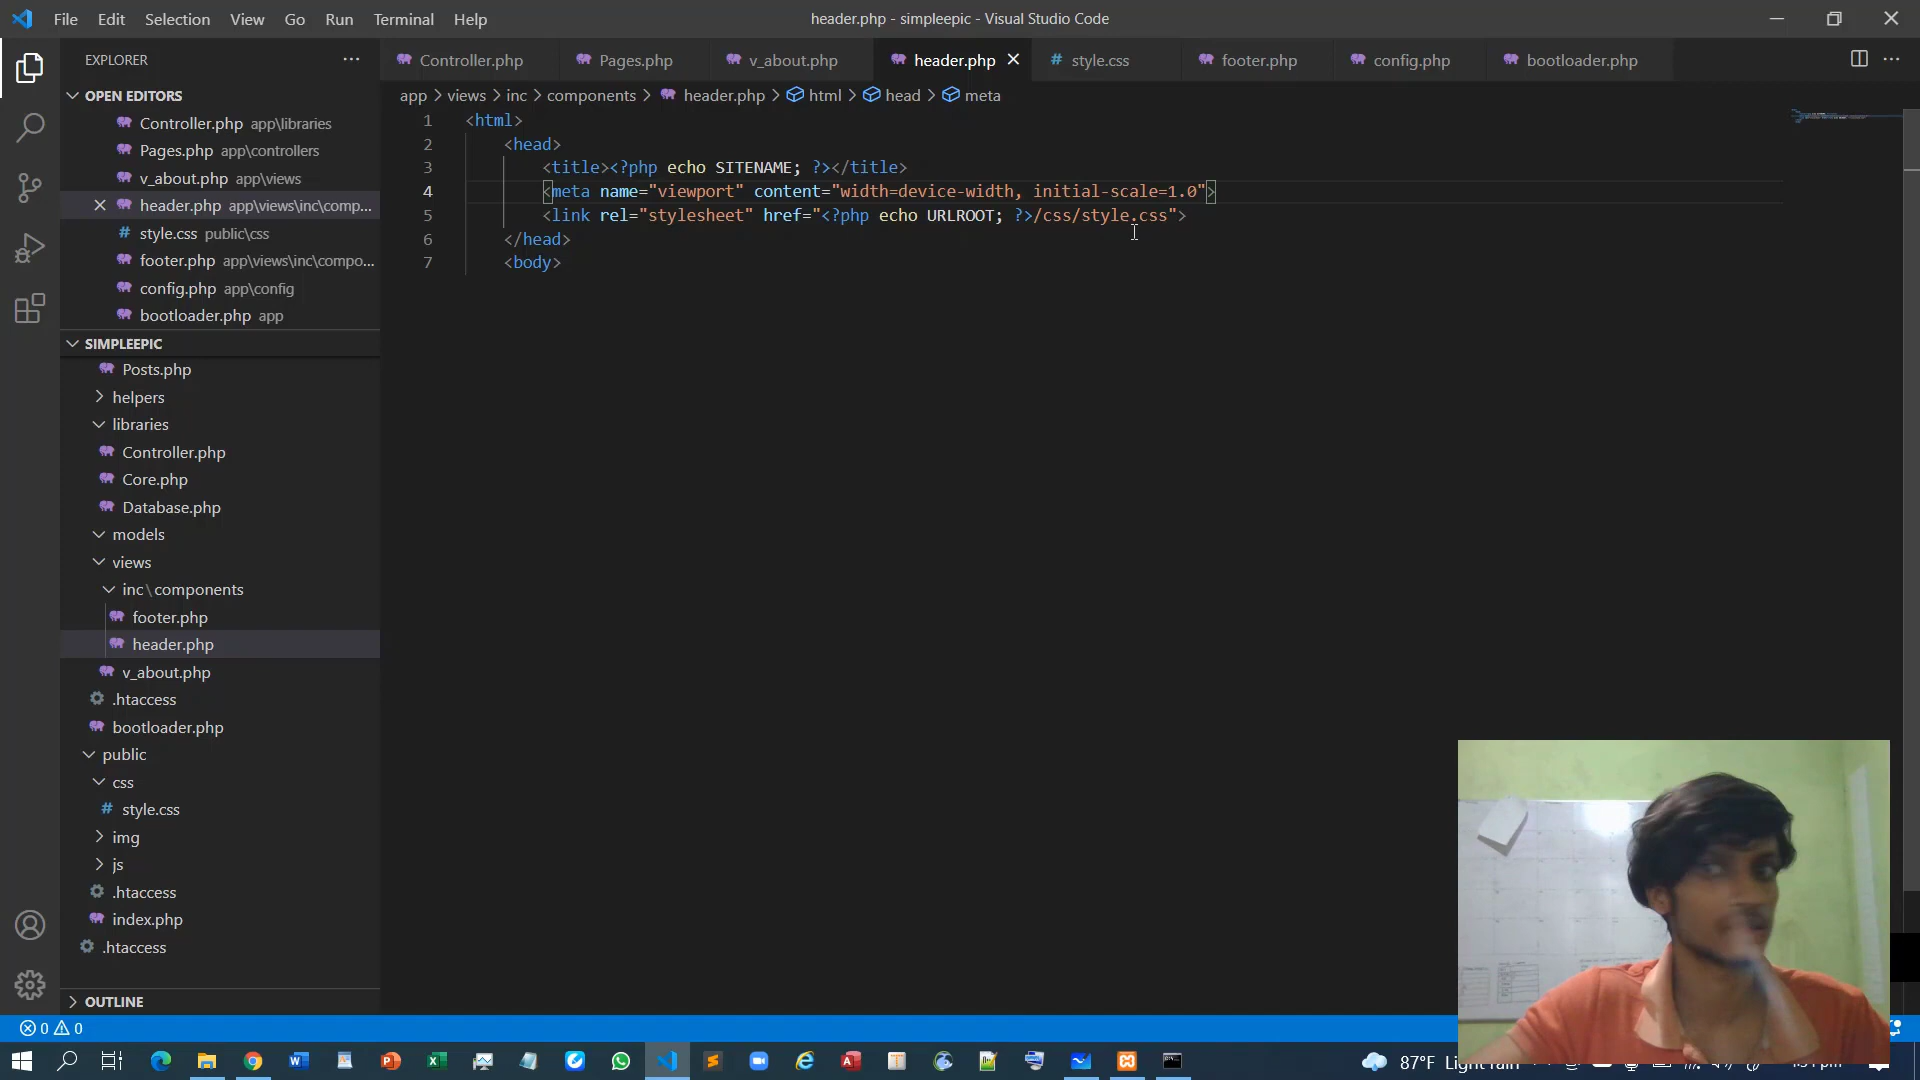 File Edit Selection View Go Run Terminal Help
header.php - simpleepic - Visual Studio Code
EXPLORER
Controller.php Pages.php v_about.php header.php style.css footer.php config.php bootloader.php
app > views > inc > components > header.php > html > head > meta
OPEN EDITORS
Controller.php app\libraries
Pages.php app\controllers
v_about.php app\views
header.php app\views\inc\comp...
style.css public\css
footer.php app\views\inc\compo...
config.php app\config
bootloader.php app
SIMPLEEPIC
Posts.php
helpers
libraries
Controller.php
Core.php
Database.php
models
views
inc\components
footer.php
header.php
v_about.php
.htaccess
bootloader.php
public
css
style.css
img
js
.htaccess
index.php
.htaccess
OUTLINE
1 <html>
2 <head>
3 <title><?php echo SITENAME; ?></title>
4 <meta name="viewport" content="width=device-width, initial-scale=1.0">
5 <link rel="stylesheet" href="<?php echo URLROOT; ?>/css/style.css">
6 </head>
7 <body>
0 0
87°F Light rain